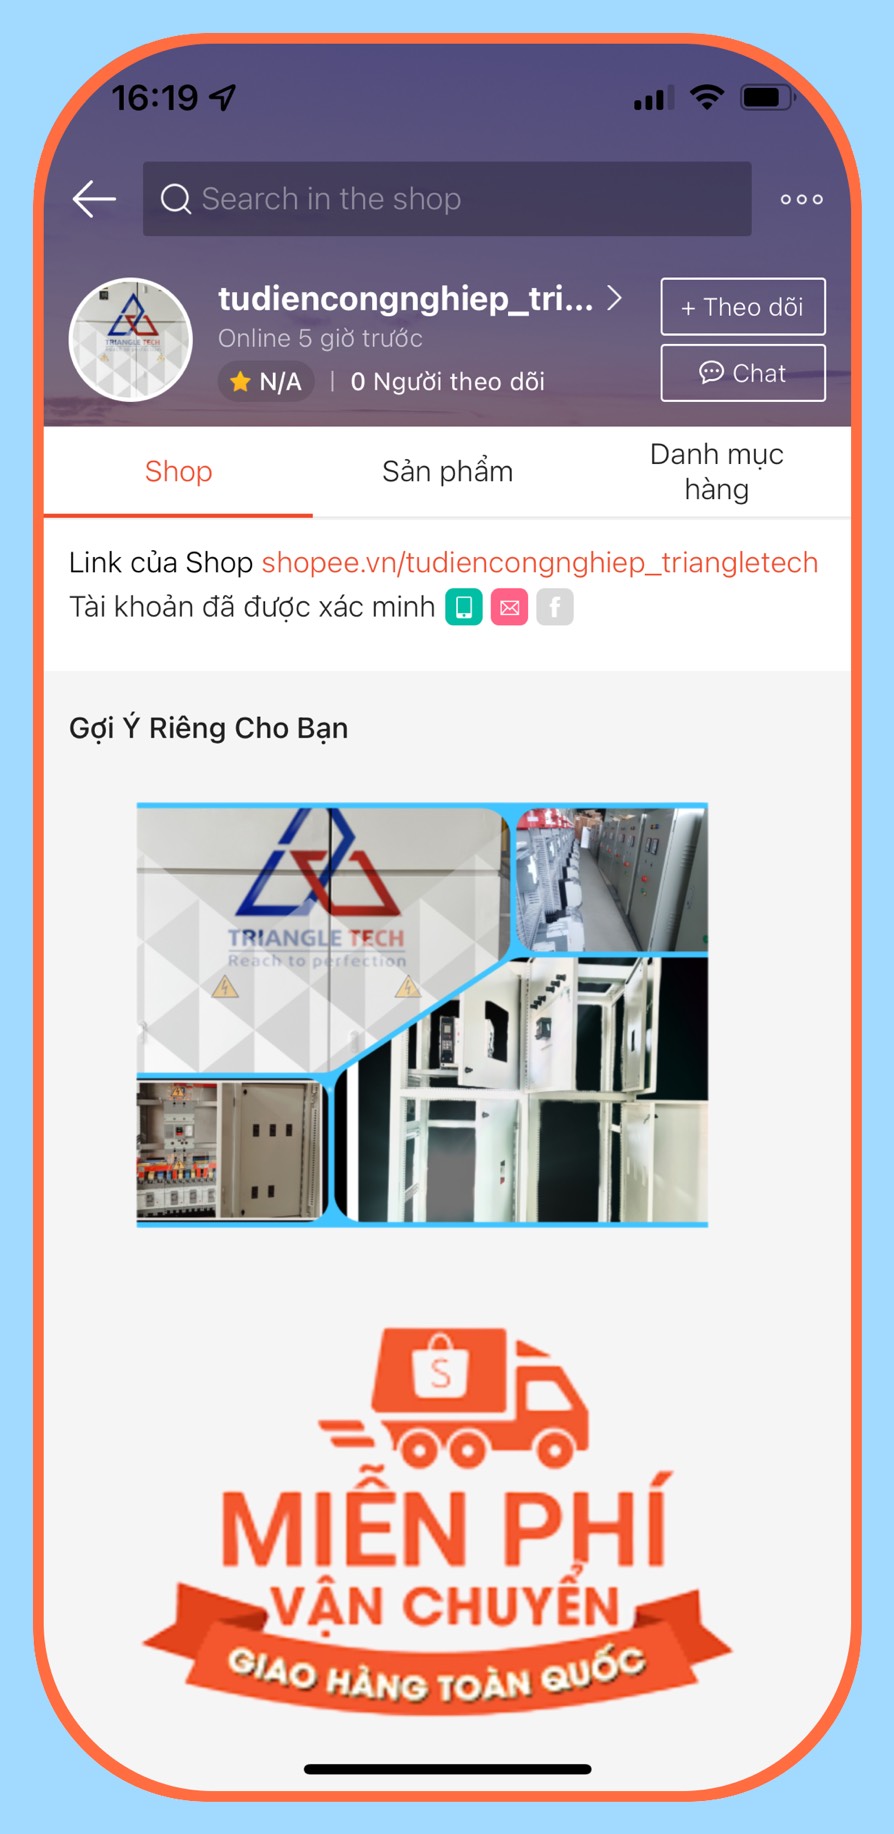 16:19
Search in the shop
tudiencongnghiep_tri...
Online 5 giờ trước
N/A | 0 Người theo dõi
+ Theo dõi
Chat
Shop
Sản phẩm
Danh mục
hàng
Link của Shop shopee.vn/tudiencongnghiep_triangletech
Tài khoản đã được xác minh
Gợi Ý Riêng Cho Bạn
TRIANGLE TECH
Reach to perfection
S
MIỄN PHÍ
VẬN CHUYỂN
GIAO HÀNG TOÀN QUỐC